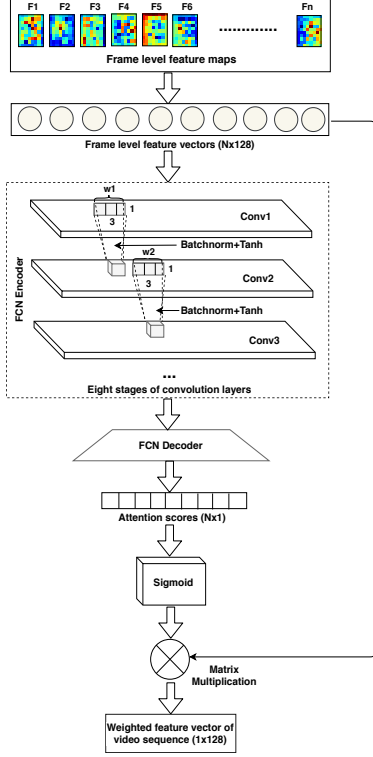 F1 F2 F3 F4 F5 F6 Fn
Frame level feature maps
Frame level feature vectors (Nx128)
w1
1
3
Conv1
Batchnorm+Tanh
w2
1
3
Conv2
Batchnorm+Tanh
Conv3
FCN Encoder
...
Eight stages of convolution layers
FCN Decoder
Attention scores (Nx1)
Sigmoid
Matrix
Multiplication
Weighted feature vector of
video sequence (1x128)